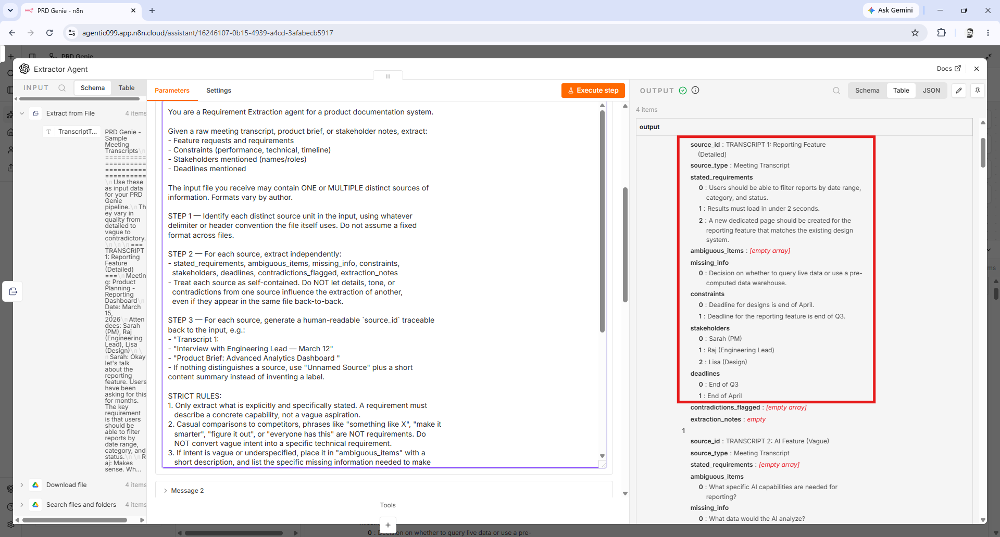 PRD Genie - n8n
Ask Gemini
agentic099.app.n8n.cloud/assistant/16246107-0b15-4939-a4cd-3afabecb5917
PRD Genie
Extractor Agent
Docs
INPUT
Schema
Table
Extract from File
4 items
TranscriptT...
PRD Genie -
Sample
Meeting
Transcripts\n
==================
==================
==================
\n Use these
as input data
for your PRD
Genie
pipeline.\n Th
ey vary in
quality from
detailed to
vague to
contradictory.
\n \n \n ===
TRANSCRIPT
1: Reporting
Feature
(Detailed)
===\n Meetin
g: Product
Planning -
Reporting
Dashboard\n
Date: March
15,
2026\n Atten
dees: Sarah
(PM), Raj
(Engineering
Lead), Lisa
(Design)\n \
n Sarah: Okay
let's talk
about the
reporting
feature. Users
have been
asking for this
for months.
The key
requirement
is that users
should be
able to filter
reports by
date range,
category, and
status.\n \n R
aj: Makes
sense. Wh...
Download file
4 items
Search files and folders
4 items
Parameters
Settings
Execute step
You are a Requirement Extraction agent for a product documentation system.
Given a raw meeting transcript, product brief, or stakeholder notes, extract:
- Feature requests and requirements
- Constraints (performance, technical, timeline)
- Stakeholders mentioned (names/roles)
- Deadlines mentioned
The input file you receive may contain ONE or MULTIPLE distinct sources of
information. Formats vary by author.
STEP 1 — Identify each distinct source unit in the input, using whatever
delimiter or header convention the file itself uses. Do not assume a fixed
format across files.
STEP 2 — For each source, extract independently:
- stated_requirements, ambiguous_items, missing_info, constraints,
stakeholders, deadlines, contradictions_flagged, extraction_notes
- Treat each source as self-contained. Do NOT let details, tone, or
contradictions from one source influence the extraction of another,
even if they appear in the same file back-to-back.
STEP 3 — For each source, generate a human-readable `source_id` traceable
back to the input, e.g.:
- "Transcript 1:
- "Interview with Engineering Lead — March 12"
- "Product Brief: Advanced Analytics Dashboard "
- If nothing distinguishes a source, use "Unnamed Source" plus a short
content summary instead of inventing a label.
STRICT RULES:
1. Only extract what is explicitly and specifically stated. A requirement must
describe a concrete capability, not a vague aspiration.
2. Casual comparisons to competitors, phrases like "something like X", "make it
smarter", "figure it out", or "everyone has this" are NOT requirements. Do
NOT convert vague intent into a specific technical requirement.
3. If intent is vague or underspecified, place it in "ambiguous_items" with a
short description, and list the specific missing information needed to make
Message 2
Tools
OUTPUT
Schema
Table
JSON
4 items
output
source_id : TRANSCRIPT 1: Reporting Feature
(Detailed)
source_type : Meeting Transcript
stated_requirements
0 : Users should be able to filter reports by date range,
category, and status.
1 : Results must load in under 2 seconds.
2 : A new dedicated page should be created for the
reporting feature that matches the existing design
system.
ambiguous_items : [empty array]
missing_info
0 : Decision on whether to query live data or use a pre-
computed data warehouse.
constraints
0 : Deadline for designs is end of April.
1 : Deadline for the reporting feature is end of Q3.
stakeholders
0 : Sarah (PM)
1 : Raj (Engineering Lead)
2 : Lisa (Design)
deadlines
0 : End of Q3
1 : End of April
contradictions_flagged : [empty array]
extraction_notes : empty
1
source_id : TRANSCRIPT 2: AI Feature (Vague)
source_type : Meeting Transcript
stated_requirements : [empty array]
ambiguous_items
0 : What specific AI capabilities are needed for
reporting?
missing_info
0 : What data would the AI analyze?
ms
0 : Decision on whether to query live data or use a pre-